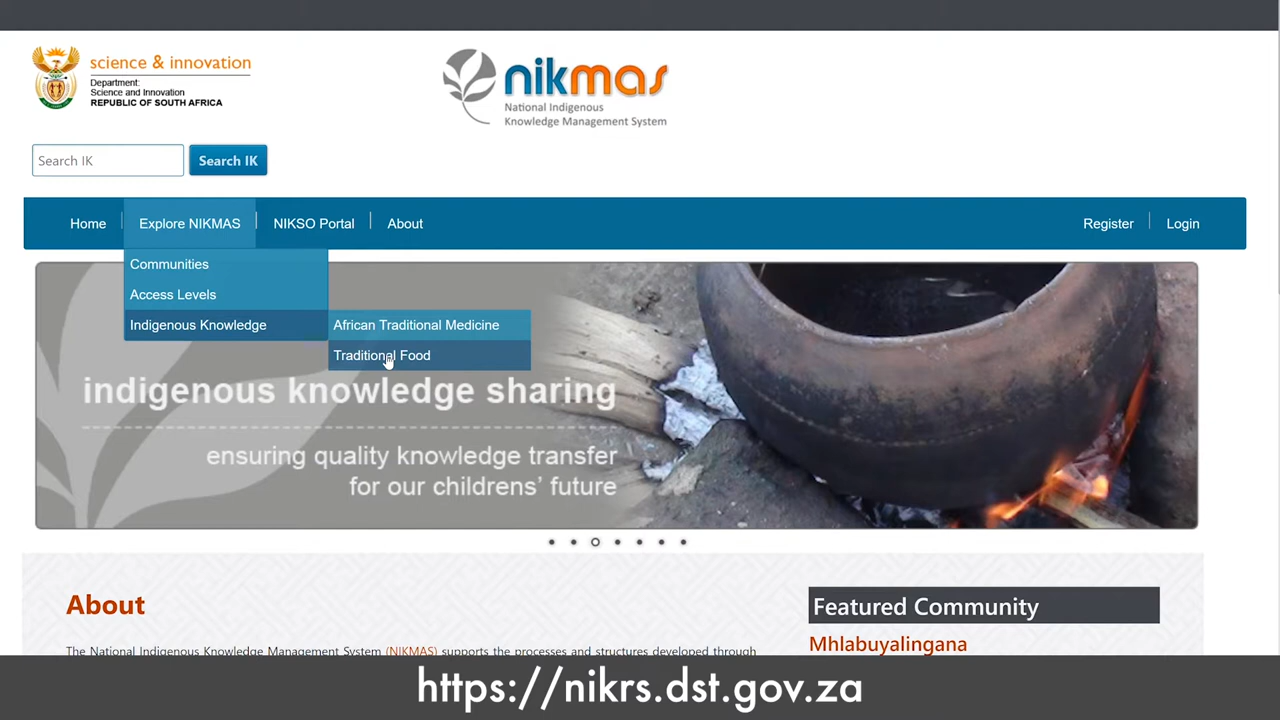 science & innovation
Department:
Science and Innovation
REPUBLIC OF SOUTH AFRICA
nikmas
National Indigenous
Knowledge Management System
Search IK
Search IK
Home
Explore NIKMAS
NIKSO Portal
About
Register
Login
Communities
Access Levels
Indigenous Knowledge
African Traditional Medicine
Traditional Food
indigenous knowledge sharing
ensuring quality knowledge transfer
for our childrens' future
About
The National Indigenous Knowledge Management System (NIKMAS) supports the processes and structures developed through
Featured Community
Mhlabuyalingana
https://nikrs.dst.gov.za